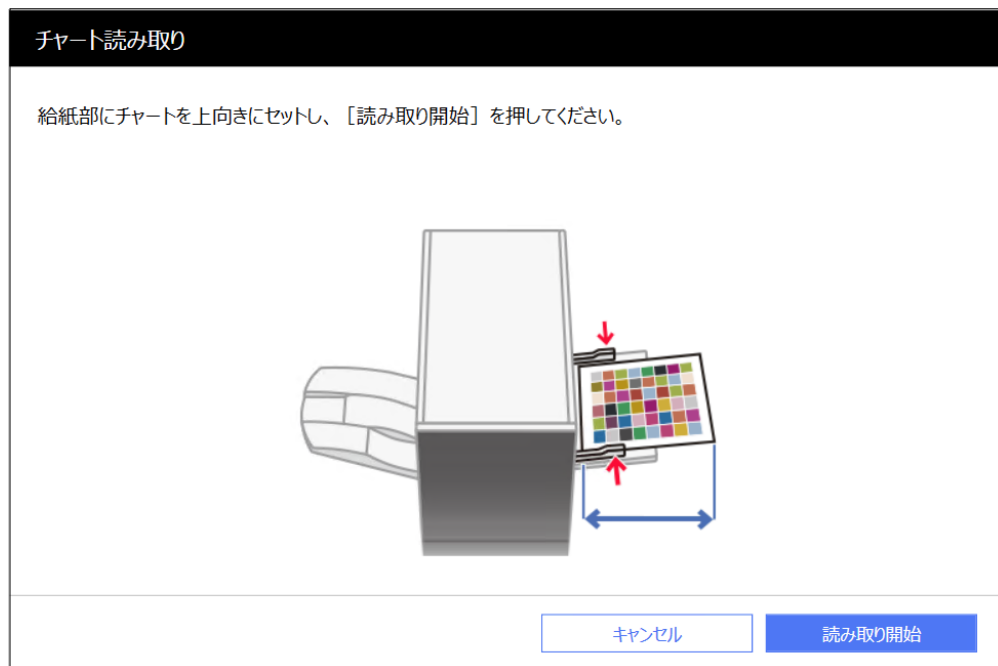 チャート読み取り
給紙部にチャートを上向きにセットし、［読み取り開始］を押してください。
キャンセル
読み取り開始